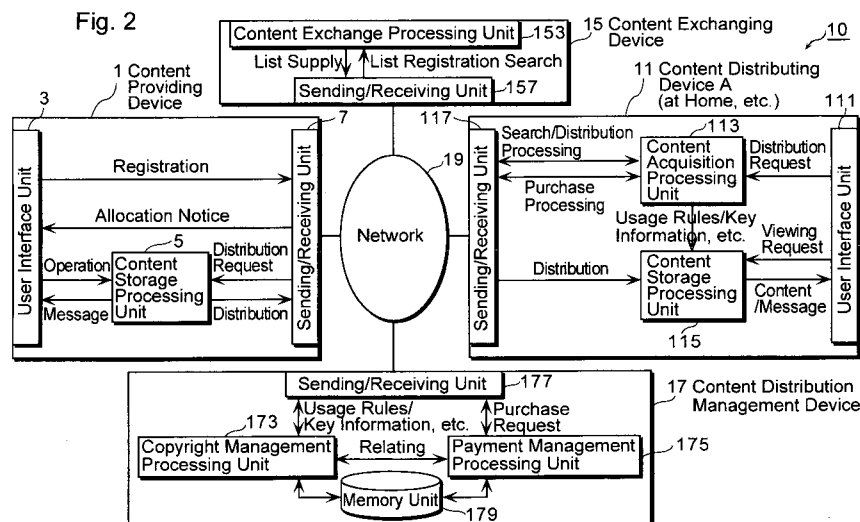 Fig. 2
10
Content Exchange Processing Unit
153
List Supply
List Registration Search
Sending/Receiving Unit
157
15 Content Exchanging
Device
1 Content
Providing
Device
3
7
User Interface Unit
Registration
Allocation Notice
5
Operation
Content
Storage
Processing
Unit
Distribution
Request
Message
Distribution
Sending/Receiving Unit
19
Network
11 Content Distributing
Device A
(at Home, etc.)
117
111
Sending/Receiving Unit
Search/Distribution
Processing
113
Content
Acquisition
Processing
Unit
Distribution
Request
Purchase
Processing
Usage Rules/Key
Information, etc.
Viewing
Request
Distribution
Content
Storage
Processing
Unit
115
Content
/Message
User Interface Unit
Sending/Receiving Unit
177
17 Content Distribution
Management Device
Usage Rules/
Key Information, etc.
Purchase
Request
173
Copyright Management
Processing Unit
Relating
Payment Management
Processing Unit
175
Memory Unit
179